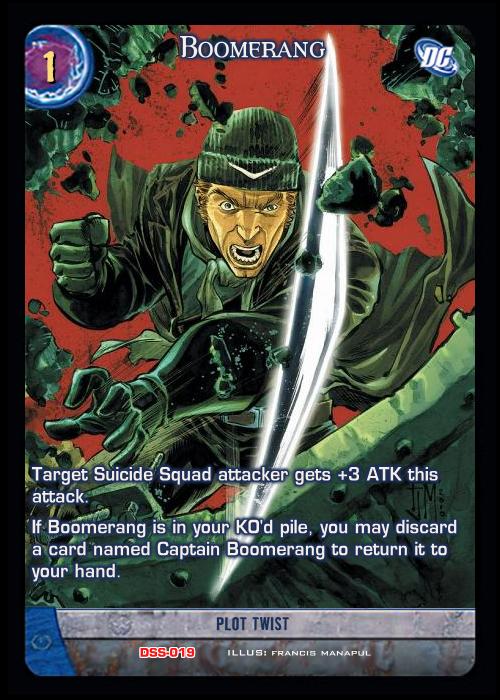 1
BOOMERANG
DC
Target Suicide Squad attacker gets +3 ATK this
attack.
If Boomerang is in your KO'd pile, you may discard
a card named Captain Boomerang to return it to
your hand.
PLOT TWIST
DSS-019
ILLUS: FRANCIS MANAPUL